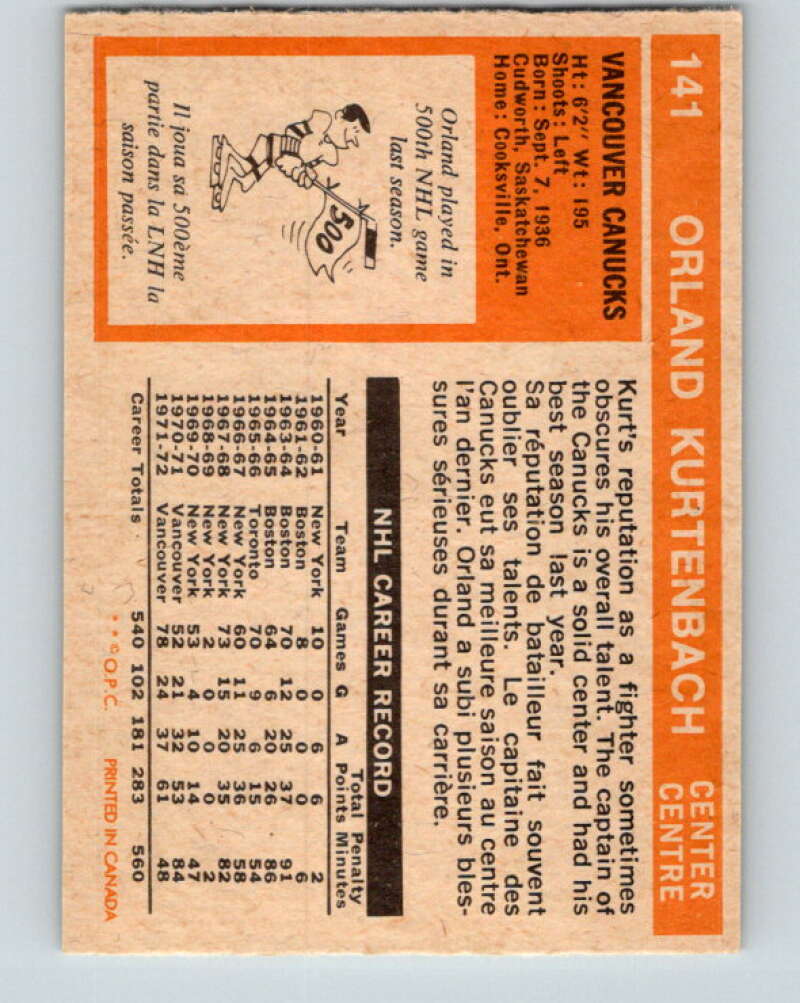 141 ORLAND KURTENBACH CENTER
CENTRE
VANCOUVER CANUCKS
Ht: 6'2" Wt: 195
Shoots: Left
Born: Sept. 7, 1936
Cudworth, Saskatchewan
Home: Cooksville, Ont.
Orland played in
500th NHL game
last season.
500
Il joua sa 500ème
partie dans la LNH la
saison passée.
Kurt's reputation as a fighter sometimes
obscures his overall talent. The captain of
the Canucks is a solid center and had his
best season last year.
Sa réputation de batailleur fait souvent
oublier ses talents. Le capitaine des
Canucks eut sa meilleure saison au centre
l'an dernier. Orland a subi plusieurs bles-
sures sérieuses durant sa carrière.
NHL CAREER RECORD
Total Penalty
Year Team Games G A Points Minutes
1960-61 New York 10 0 6 6 2
1961-62 Boston 8 0 0 0 6
1963-64 Boston 70 12 25 37 91
1964-65 Boston 64 6 20 26 86
1965-66 Toronto 70 9 6 15 54
1966-67 New York 60 11 25 36 58
1967-68 New York 73 15 20 35 82
1968-69 New York 2 0 0 0 2
1969-70 New York 53 4 10 14 47
1970-71 Vancouver 52 21 32 53 84
1971-72 Vancouver 78 24 37 61 48
Career Totals 540 102 181 283 560
* * © O.P.C. PRINTED IN CANADA